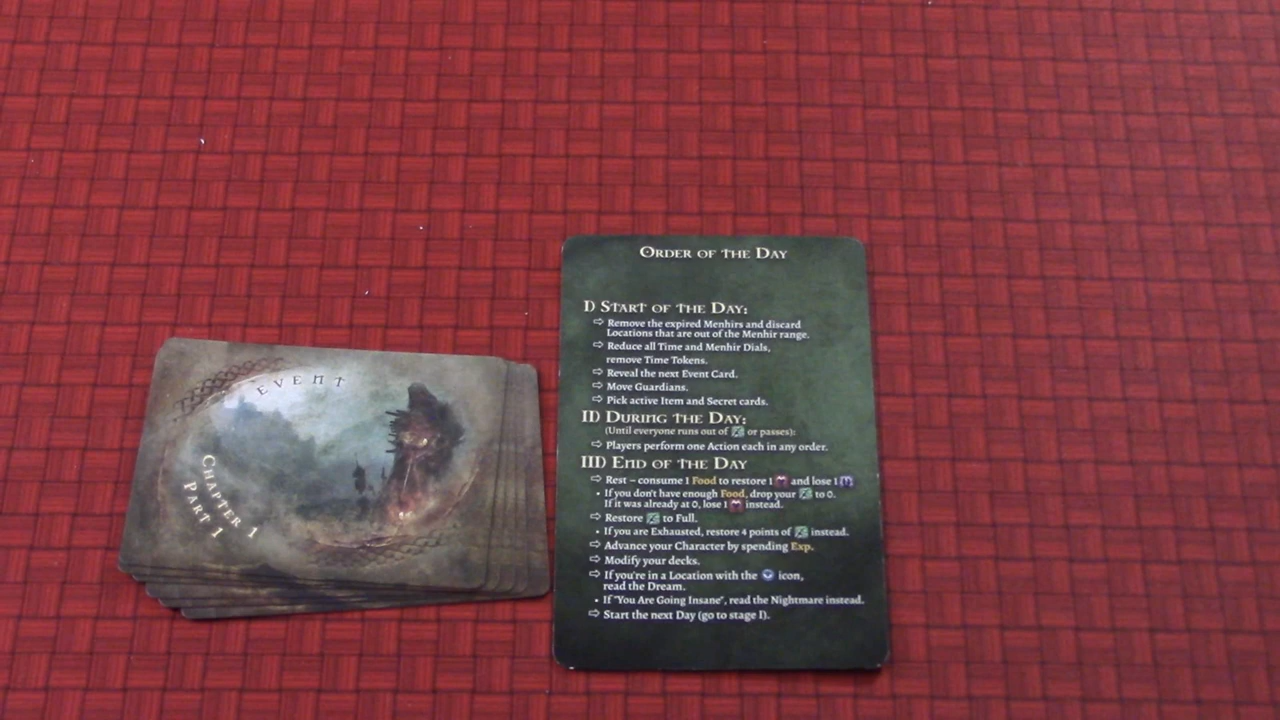 EVENT
CHAPTER 1
PART 1
ORDER OF THE DAY
I) START OF THE DAY:
⇨ Remove the expired Menhirs and discard
Locations that are out of the Menhir range.
⇨ Reduce all Time and Menhir Dials,
remove Time Tokens.
⇨ Reveal the next Event Card.
⇨ Move Guardians.
⇨ Pick active Item and Secret cards.
II) DURING THE DAY:
(Until everyone runs out of or passes):
⇨ Players perform one Action each in any order.
III) END OF THE DAY
⇨ Rest – consume 1 Food to restore 1 and lose 1
• If you don't have enough Food, drop your to 0.
If it was already at 0, lose 1 instead.
⇨ Restore to Full.
• If you are Exhausted, restore 4 points of instead.
⇨ Advance your Character by spending Exp.
⇨ Modify your decks.
⇨ If you're in a Location with the icon,
read the Dream.
• If "You Are Going Insane", read the Nightmare instead.
⇨ Start the next Day (go to stage I).